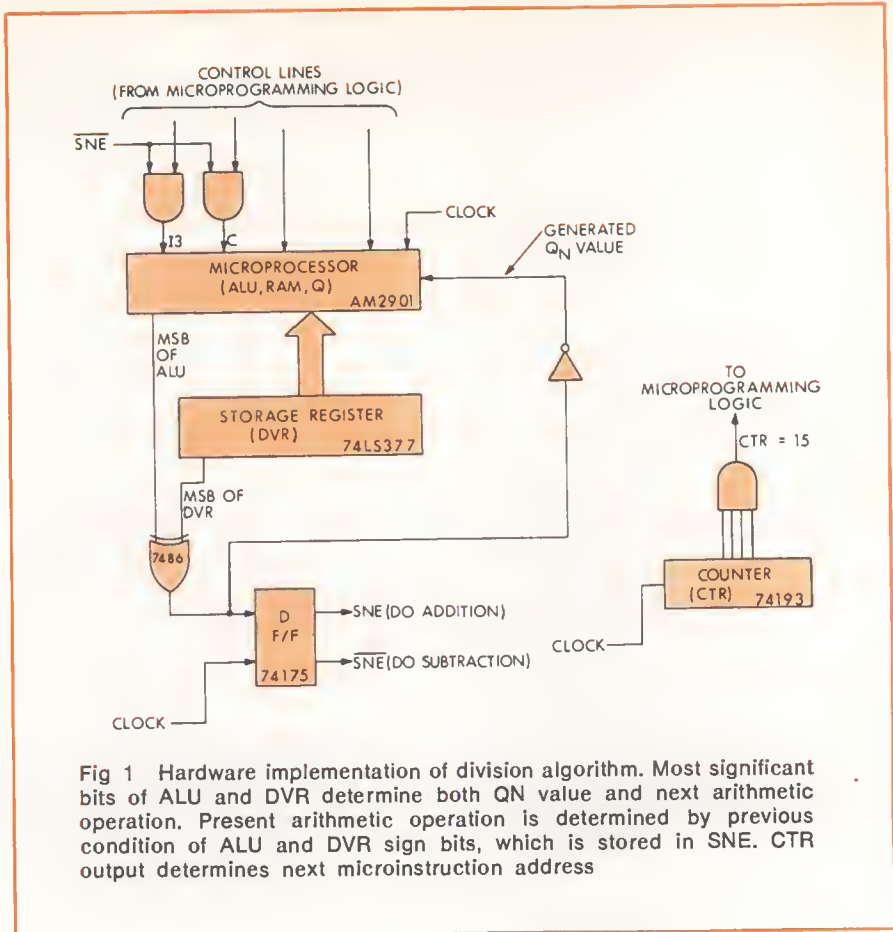 CONTROL LINES
(FROM MICROPROGRAMMING LOGIC)
SNE
CLOCK
GENERATED
QN VALUE
I3
C
MICROPROCESSOR
(ALU, RAM, Q)
AM2901
MSB
OF
ALU
STORAGE REGISTER
(DVR)
74LS377
MSB OF
DVR
7486
D
F/F
74175
SNE (DO ADDITION)
SNE (DO SUBTRACTION)
CLOCK
TO
MICROPROGRAMMING
LOGIC
CTR = 15
COUNTER
(CTR) 74193
CLOCK
Fig 1 Hardware implementation of division algorithm. Most significant
bits of ALU and DVR determine both QN value and next arithmetic
operation. Present arithmetic operation is determined by previous
condition of ALU and DVR sign bits, which is stored in SNE. CTR
output determines next microinstruction address